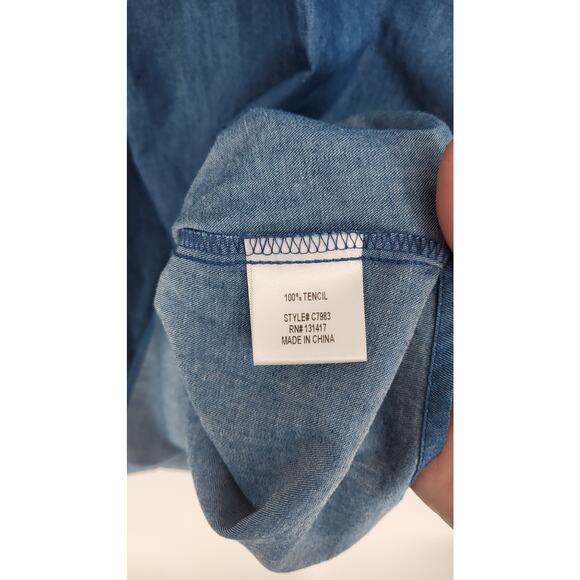 100% TENCIL
STYLE# C7983
RN# 131417
MADE IN CHINA